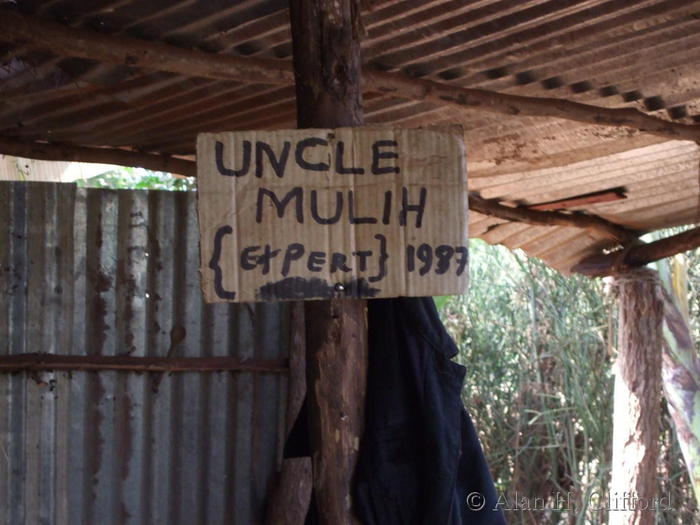 UNCLE
MULIH
{EXPERT} 1987
© Alan H. Clifford